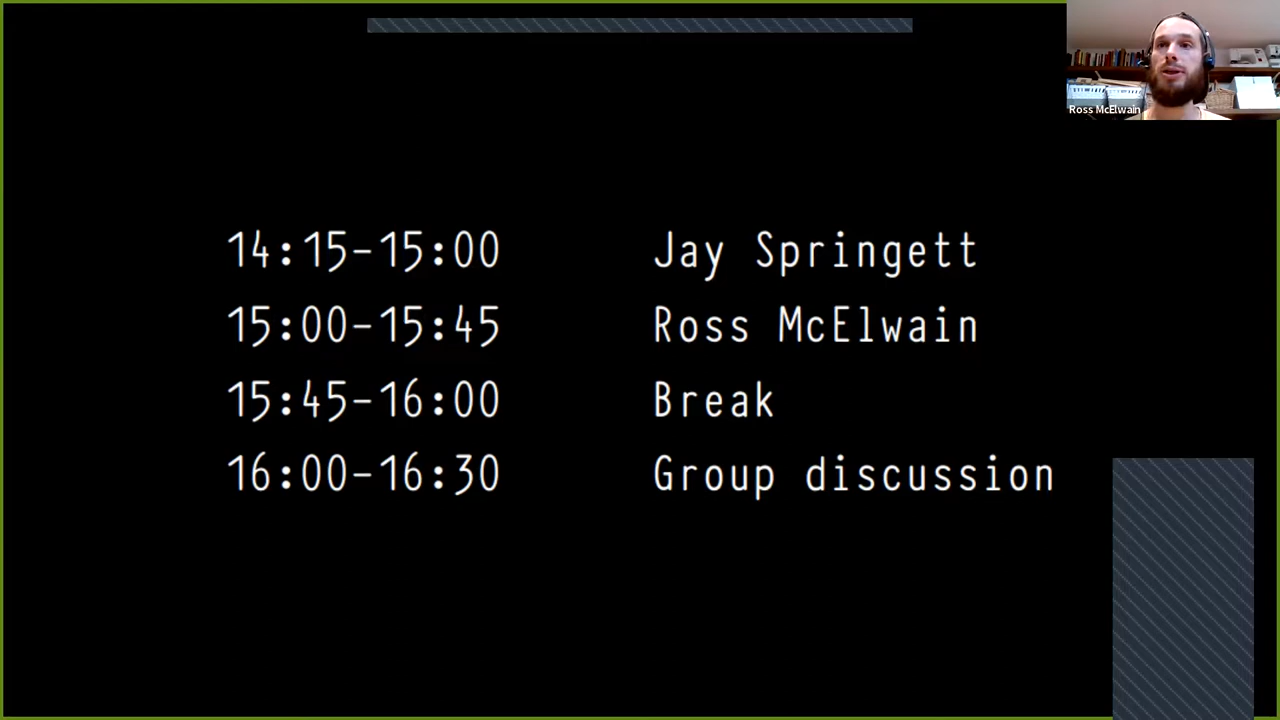 Ross McElwain
14:15-15:00 Jay Springett
15:00-15:45 Ross McElwain
15:45-16:00 Break
16:00-16:30 Group discussion